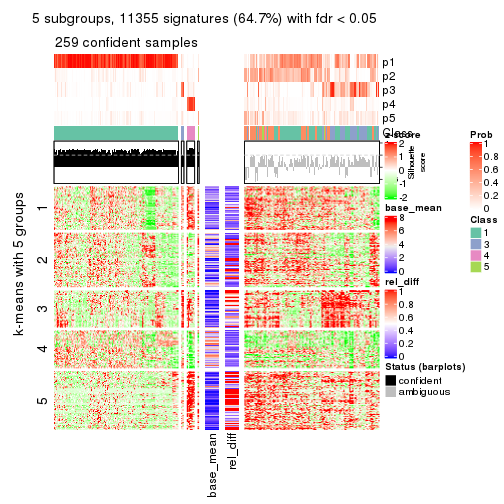 5 subgroups, 11355 signatures (64.7%) with fdr < 0.05
259 confident samples
p1
p2
p3
p4
p5
Class
z-score
2
1
0
-1
-2
Silhouette
score
Prob
1
0.8
0.6
0.4
0.2
0
base_mean
8
6
4
2
0
Class
1
3
4
5
rel_diff
1
0.8
0.6
0.4
0.2
0
Status (barplots)
confident
ambiguous
k-means with 5 groups
1
2
3
4
5
base_mean
rel_diff